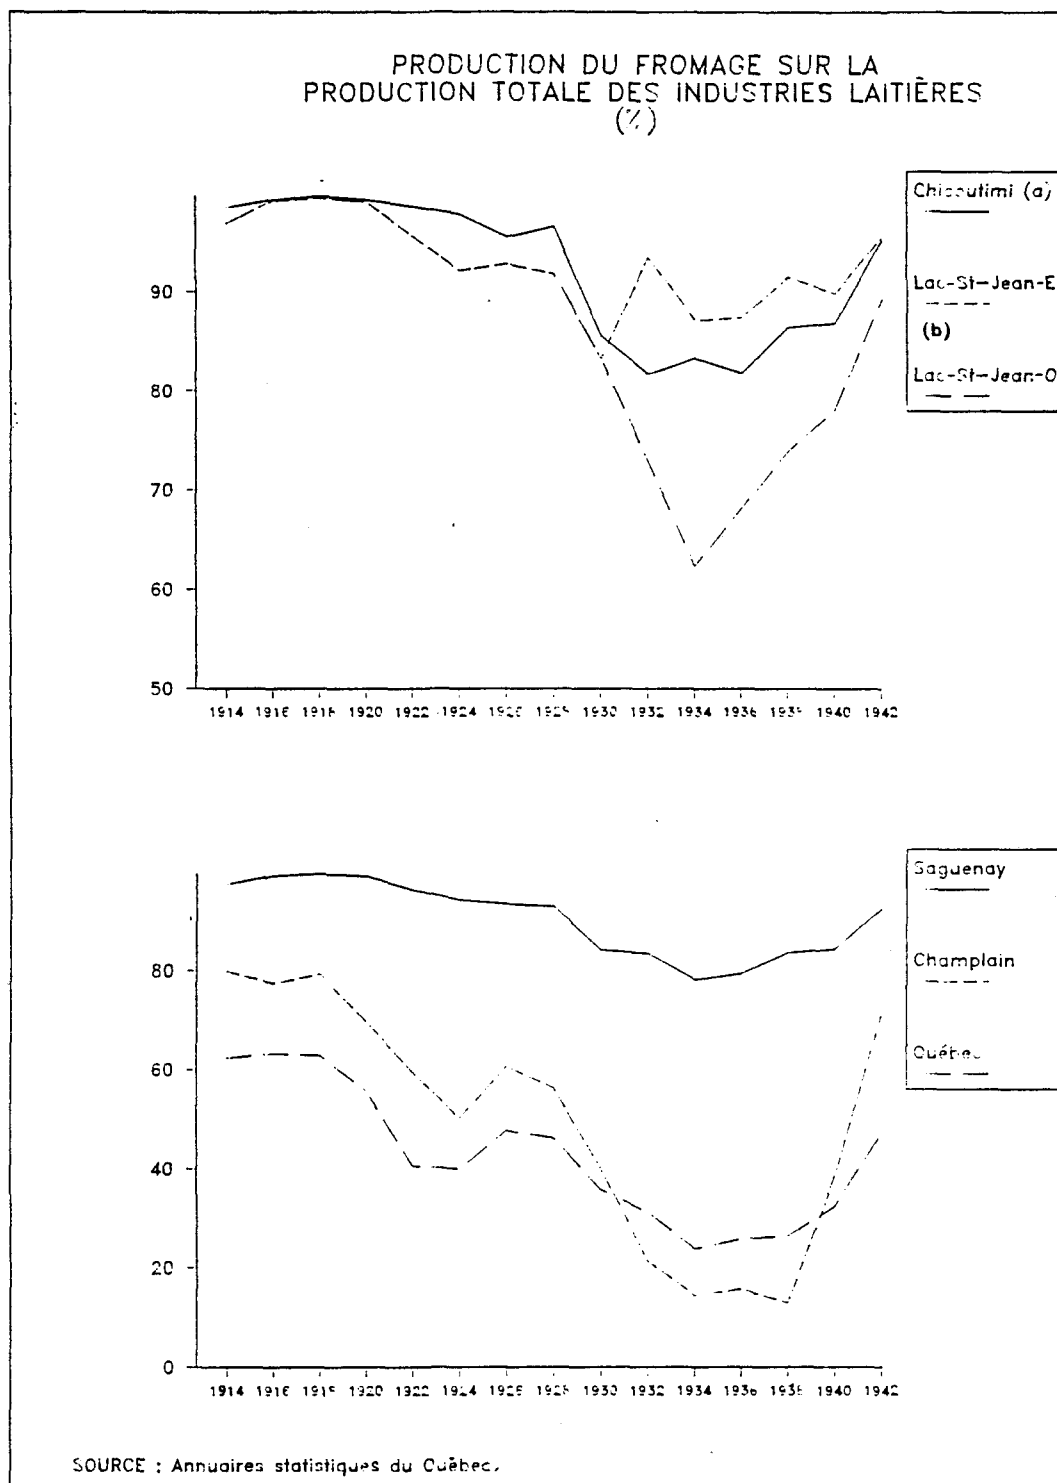 PRODUCTION DU FROMAGE SUR LA
PRODUCTION TOTALE DES INDUSTRIES LAITIÈRES
(%)
Chicoutimi (a)
Lac-St-Jean-E
(b)
Lac-St-Jean-O
90
80
70
60
50
1914 1916 1918 1920 1922 1924 1926 1928 1930 1932 1934 1936 1938 1940 1942
Saguenay
Champlain
Québec
80
60
40
20
0
1914 1916 1918 1920 1922 1924 1926 1928 1930 1932 1934 1936 1938 1940 1942
SOURCE : Annuaires statistiques du Québec.